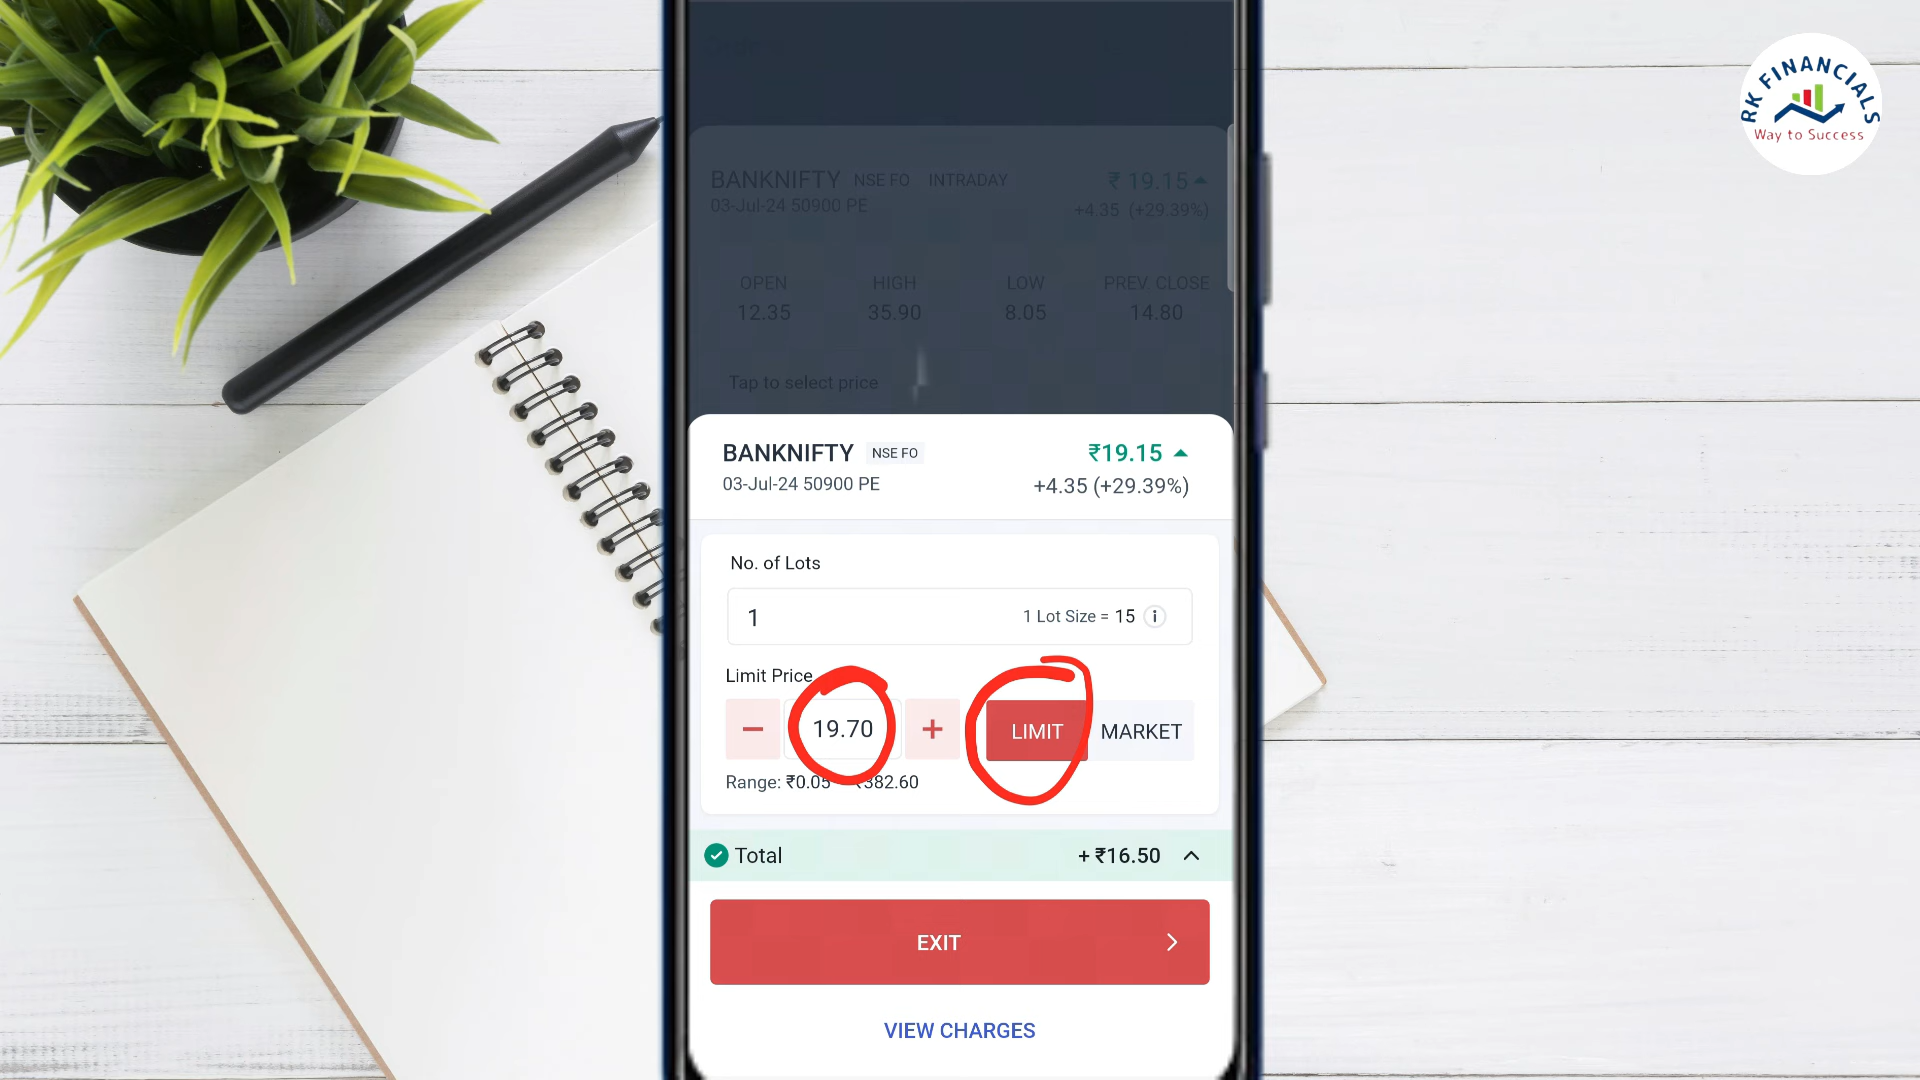 RK FINANCIALS
Way to Success
BANKNIFTY NSE FO INTRADAY ₹ 19.15
03-Jul-24 50900 PE +4.35 (+29.39%)
OPEN HIGH LOW PREV. CLOSE
12.35 35.90 8.05 14.80
Tap to select price
BANKNIFTY NSE FO ₹19.15
03-Jul-24 50900 PE +4.35 (+29.39%)
No. of Lots
1 1 Lot Size = 15
Limit Price
19.70 LIMIT MARKET
Range: ₹0.05 ₹382.60
Total + ₹16.50
EXIT
VIEW CHARGES